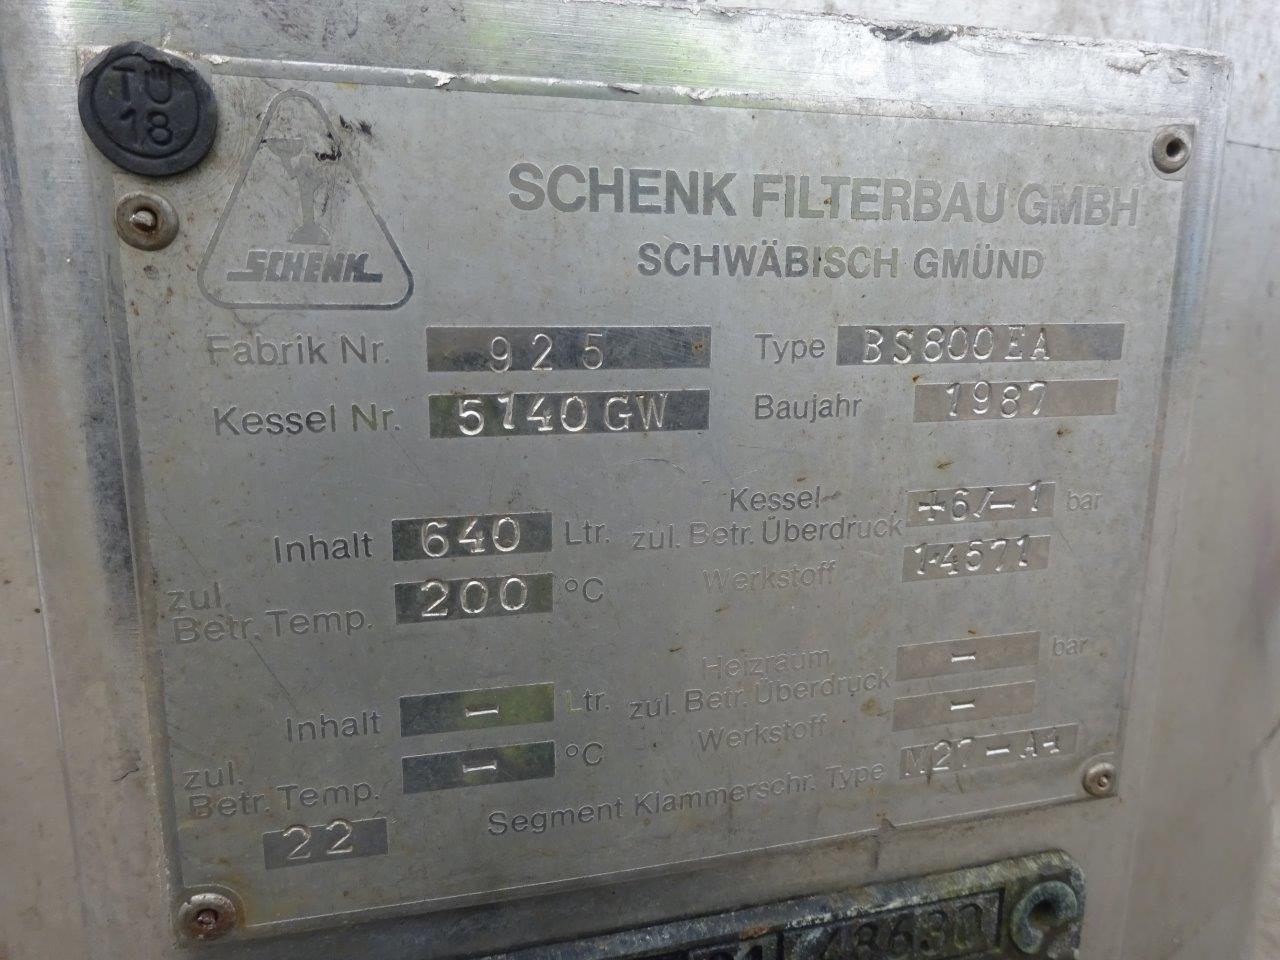 TÜ
18
SCHENK
SCHENK FILTERBAU GMBH
SCHWÄBISCH GMÜND
Fabrik Nr. 925 Type BS800EA
Kessel Nr. 5140GW Baujahr 1987
Inhalt 640 Ltr. Kessel- zul. Betr. Überdruck +6/-1 bar
zul. Betr. Temp. 200 °C Werkstoff 1.4571
Inhalt - Ltr. Heizraum zul. Betr. Überdruck - bar
zul. Betr. Temp. - °C Werkstoff -
22 Segment Klammerschr. Type M27-A4
48630